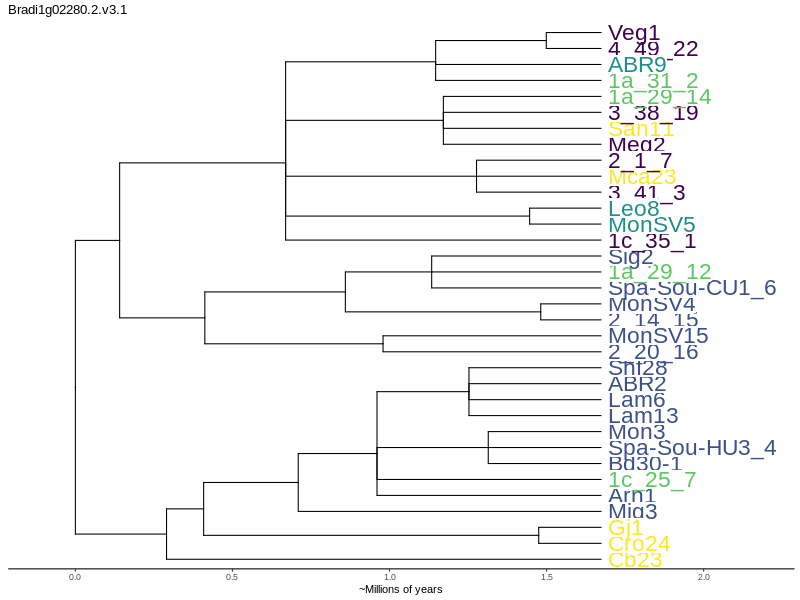 Bradi1g02280.2.v3.1
Veg1
4_49_22
ABR9
1a_31_2
1a_29_14
3_38_19
San11
Meg2
2_1_7
Mca23
3_41_3
Leo8
MonSV5
1c_35_1
Sig2
1a_29_12
Spa-Sou-CU1_6
MonSV4
2_14_15
MonSV15
2_20_16
Snf28
ABR2
Lam6
Lam13
Mon3
Spa-Sou-HU3_4
Bd30-1
1c_25_7
Arn1
Mig3
Gj1
Cro24
Cb23
0.0 0.5 1.0 1.5 2.0
~Millions of years